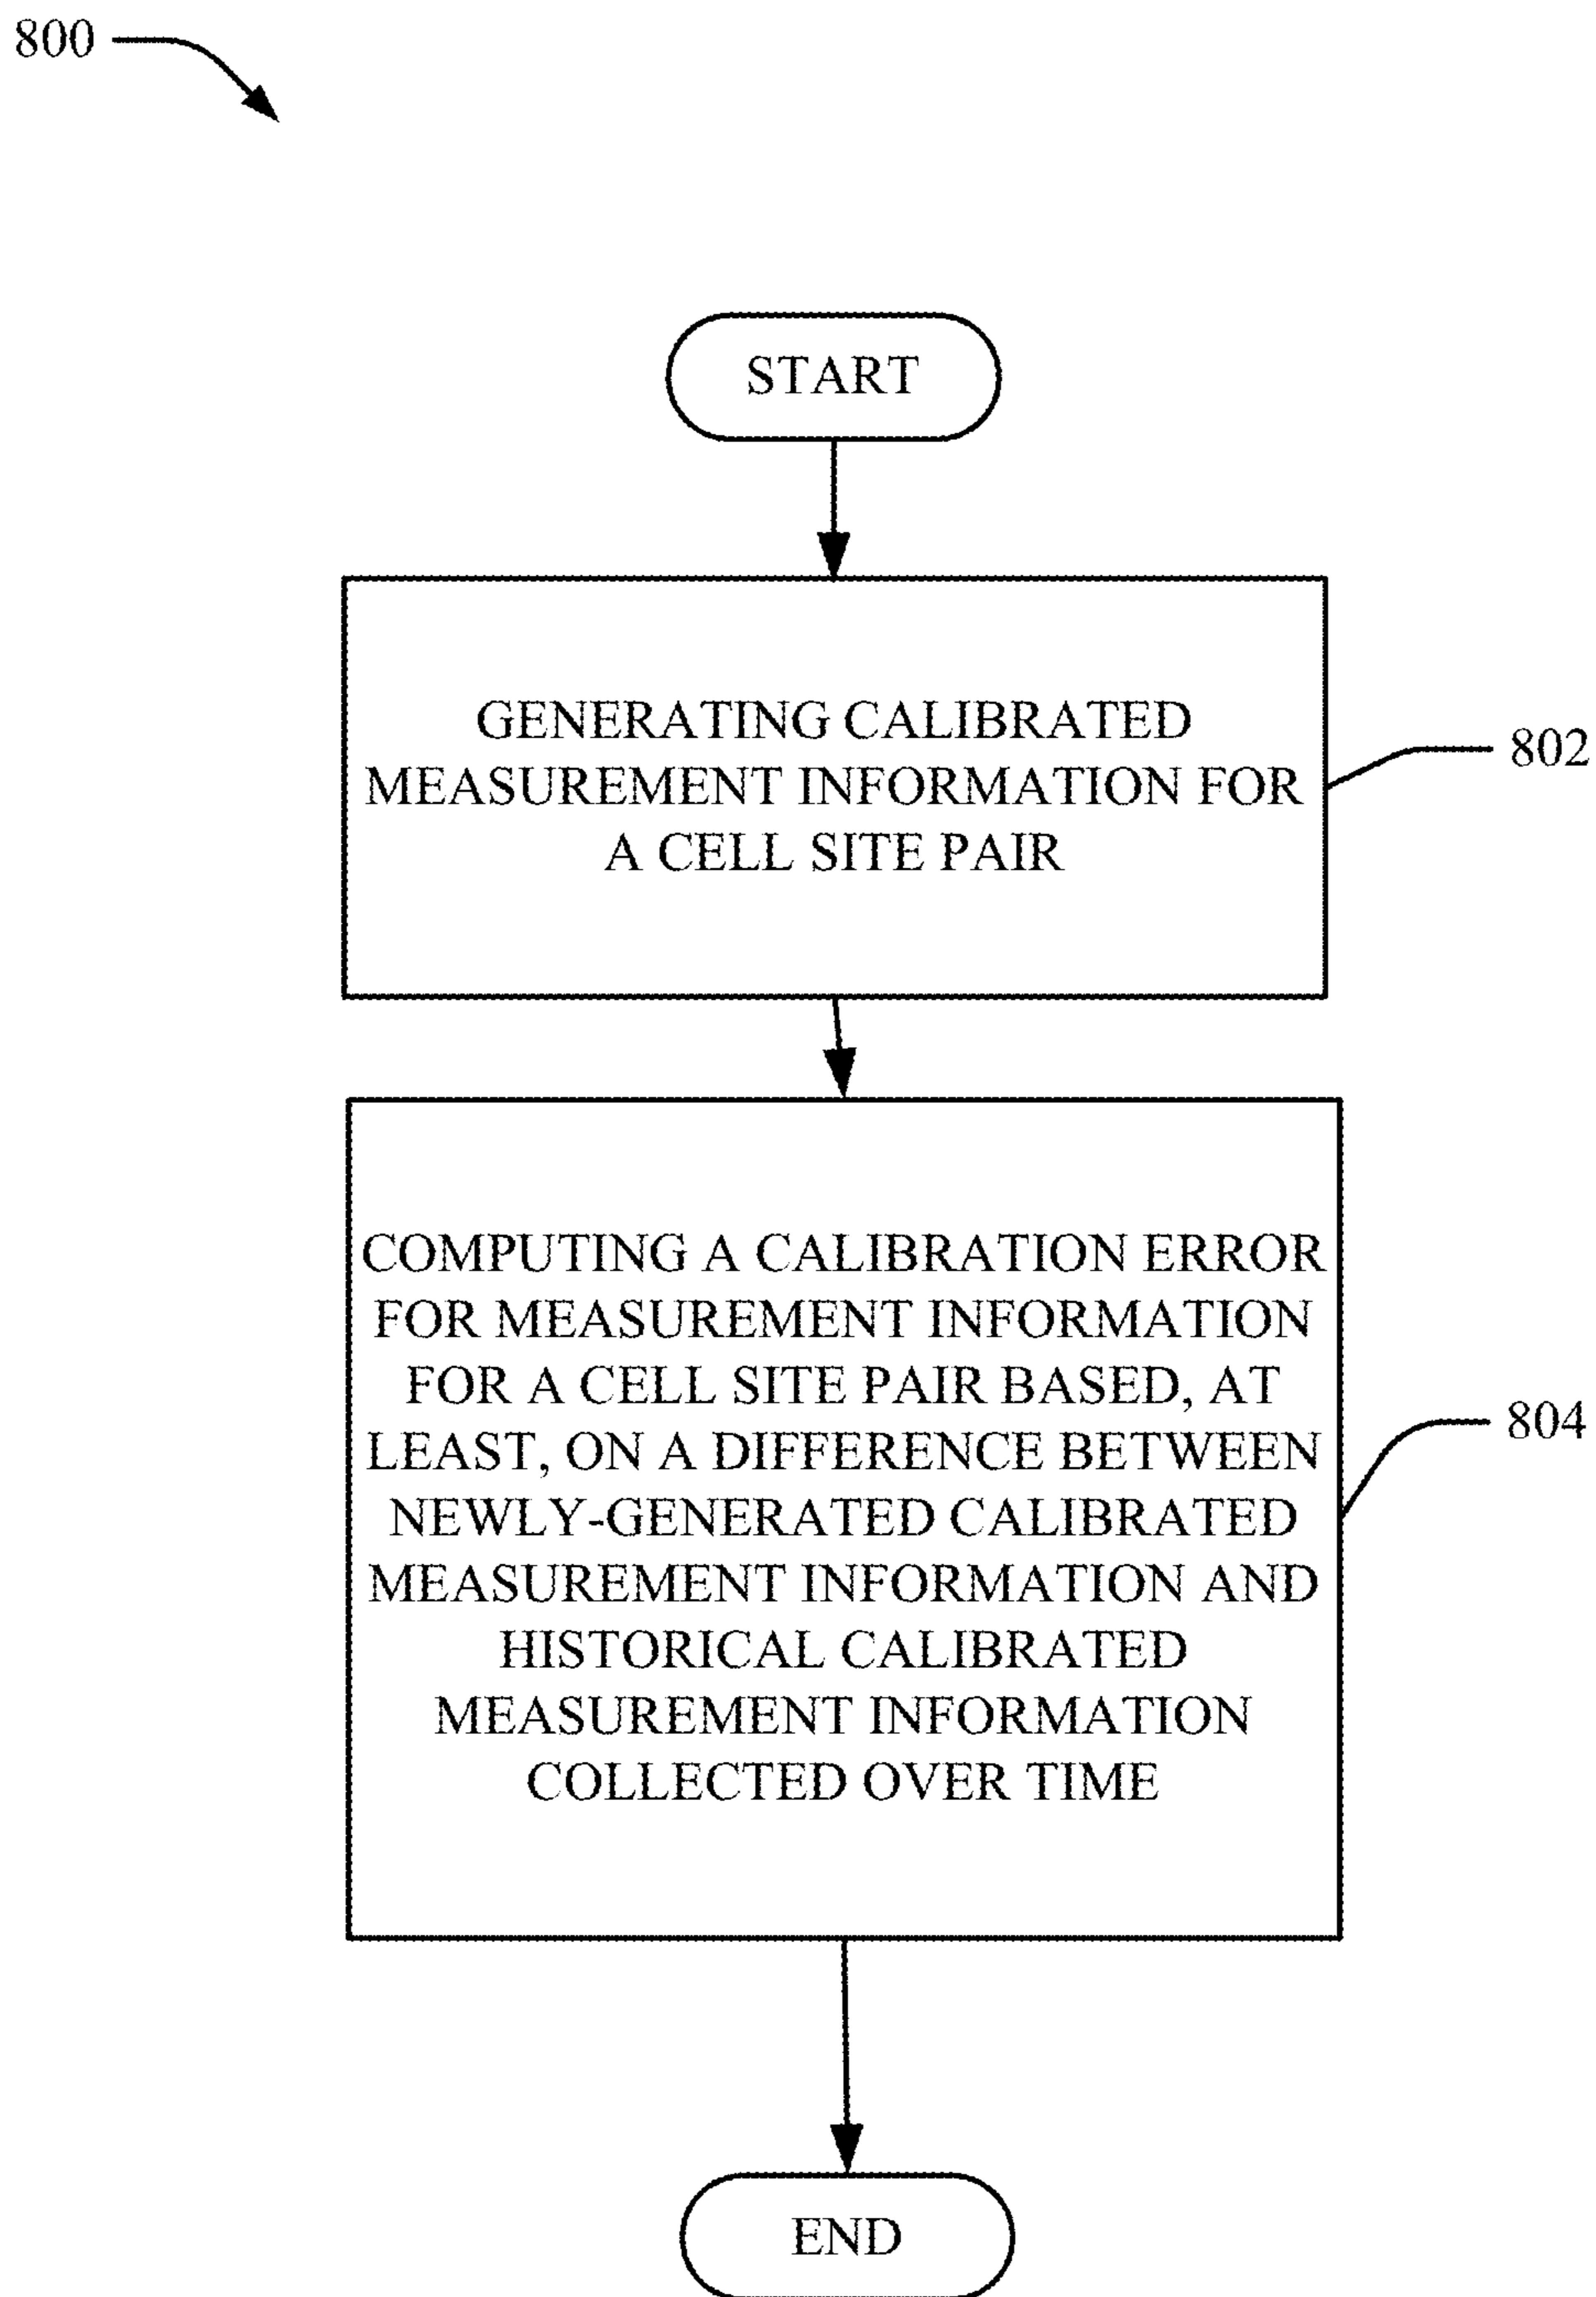 800
START
GENERATING CALIBRATED
MEASUREMENT INFORMATION FOR
A CELL SITE PAIR
802
COMPUTING A CALIBRATION ERROR
FOR MEASUREMENT INFORMATION
FOR A CELL SITE PAIR BASED, AT
LEAST, ON A DIFFERENCE BETWEEN
NEWLY-GENERATED CALIBRATED
MEASUREMENT INFORMATION AND
HISTORICAL CALIBRATED
MEASUREMENT INFORMATION
COLLECTED OVER TIME
804
END